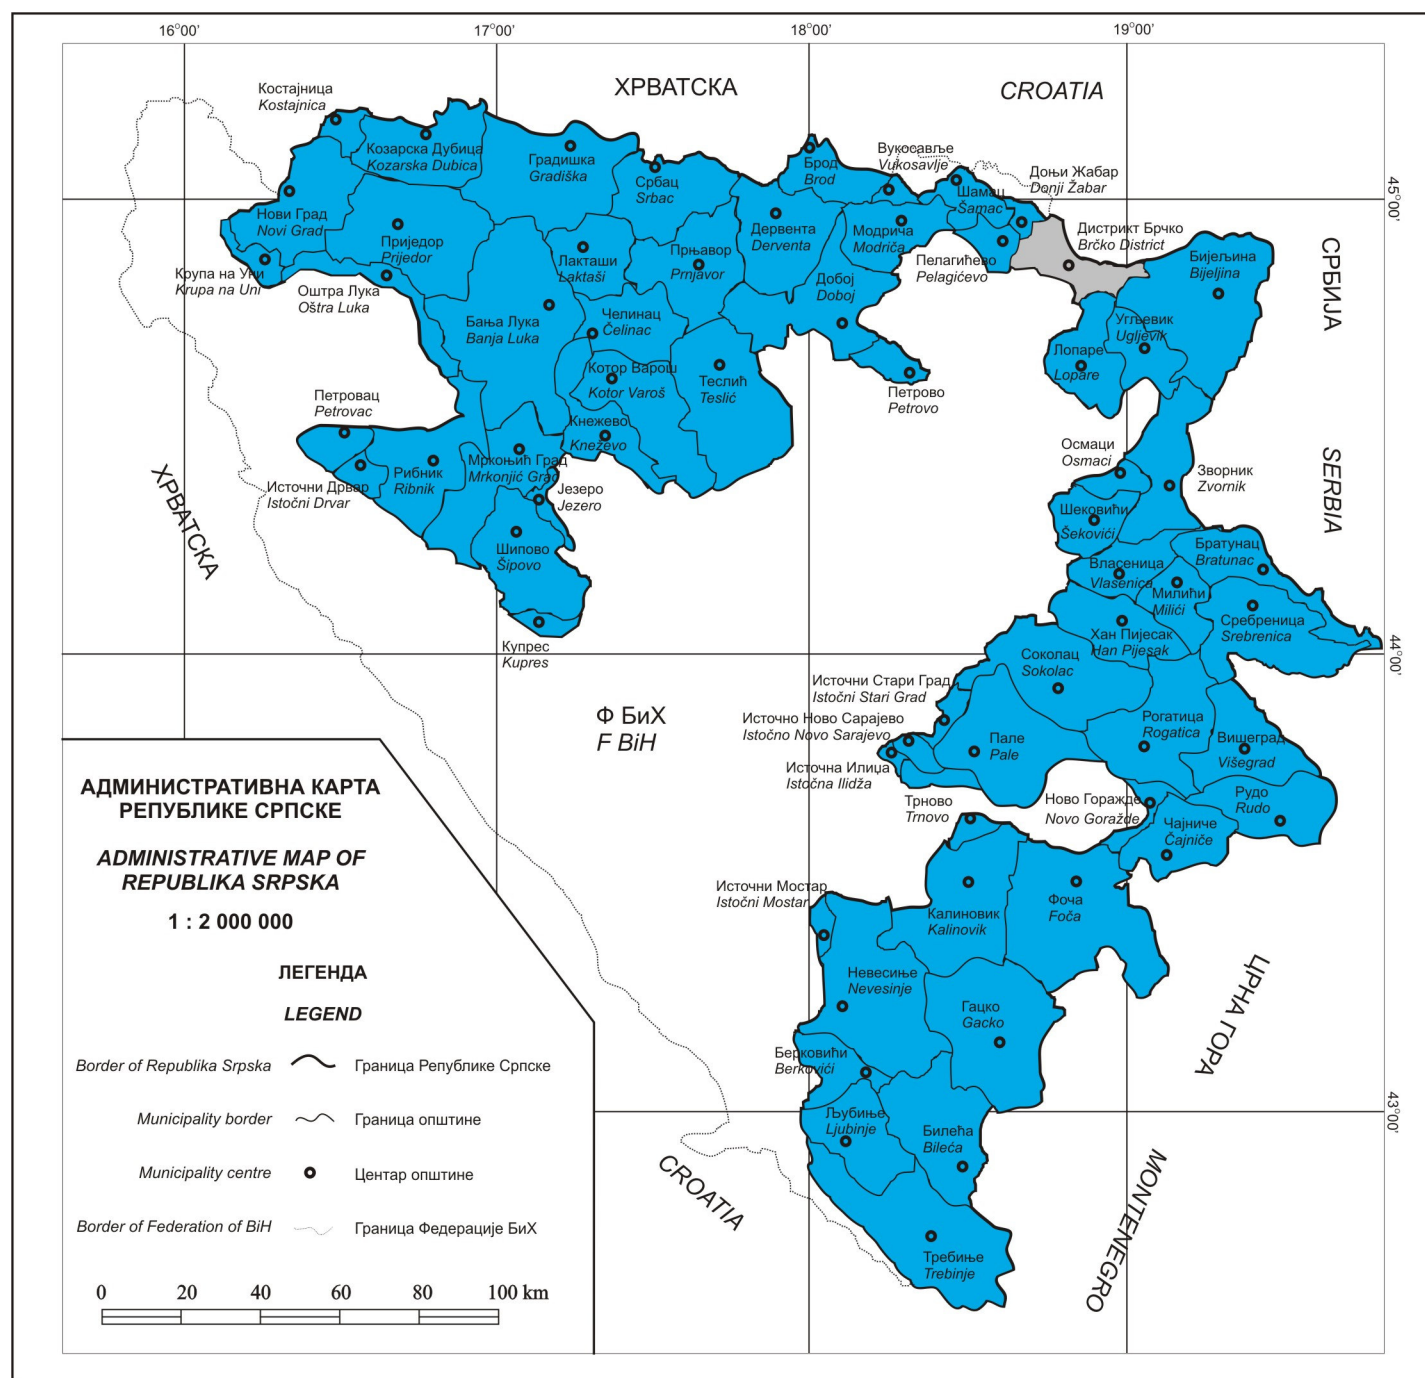 16°00'
17°00'
18°00'
19°00'
ХРВАТСКА
CROATIA
Костајница
Kostajnica
Козарска Дубица
Kozarska Dubica
Градишка
Gradiška
Србац
Srbac
Брод
Brod
Вукосавље
Vukosavlje
Шамац
Šamac
Доњи Жабар
Donji Žabar
45°00'
Нови Град
Novi Grad
Приједор
Prijedor
Лакташи
Laktaši
Прњавор
Prnjavor
Дервента
Derventa
Модрича
Modriča
Пелагићево
Pelagićevo
Дистрикт Брчко
Brčko District
Бијељина
Bijeljina
СРБИЈА
Крупа на Уни
Krupa na Uni
Оштра Лука
Oštra Luka
Добој
Doboj
Бања Лука
Banja Luka
Челинац
Čelinac
Угљевик
Ugljevik
Лопаре
Lopare
Котор Варош
Kotor Varoš
Теслић
Teslić
Петрово
Petrovo
Петровац
Petrovac
Кнежево
Kneževo
Осмаци
Osmaci
Зворник
Zvornik
SERBIA
Рибник
Ribnik
Мркоњић Град
Mrkonjić Grad
Источни Дрвар
Istočni Drvar
Језеро
Jezero
ХРВАТСКА
Шековићи
Šekovići
Шипово
Šipovo
Братунац
Bratunac
Власеница
Vlasenica
Милићи
Milići
Сребреница
Srebrenica
Хан Пијесак
Han Pijesak
Купрес
Kupres
Соколац
Sokolac
44°00'
Источни Стари Град
Istočni Stari Grad
Ф БиХ
F BiH
Источно Ново Сарајево
Istočno Novo Sarajevo
Пале
Pale
Рогатица
Rogatica
Вишеград
Višegrad
Источна Илиџа
Istočna Ilidža
Трново
Trnovo
Ново Горажде
Novo Goražde
Рудо
Rudo
Чајниче
Čajniče
Источни Мостар
Istočni Mostar
Калиновик
Kalinovik
Фоча
Foča
Невесиње
Nevesinje
Гацко
Gacko
ЦРНА ГОРА
Берковићи
Berkovići
Љубиње
Ljubinje
Билећа
Bileća
43°00'
CROATIA
MONTENEGRO
Требиње
Trebinje
АДМИНИСТРАТИВНА КАРТА
РЕПУБЛИКЕ СРПСКЕ
ADMINISTRATIVE MAP OF
REPUBLIKA SRPSKA
1 : 2 000 000
ЛЕГЕНДА
LEGEND
Border of Republika Srpska Граница Републике Српске
Municipality border Граница општине
Municipality centre Центар општине
Border of Federation of BiH Граница Федерације БиХ
0 20 40 60 80 100 km